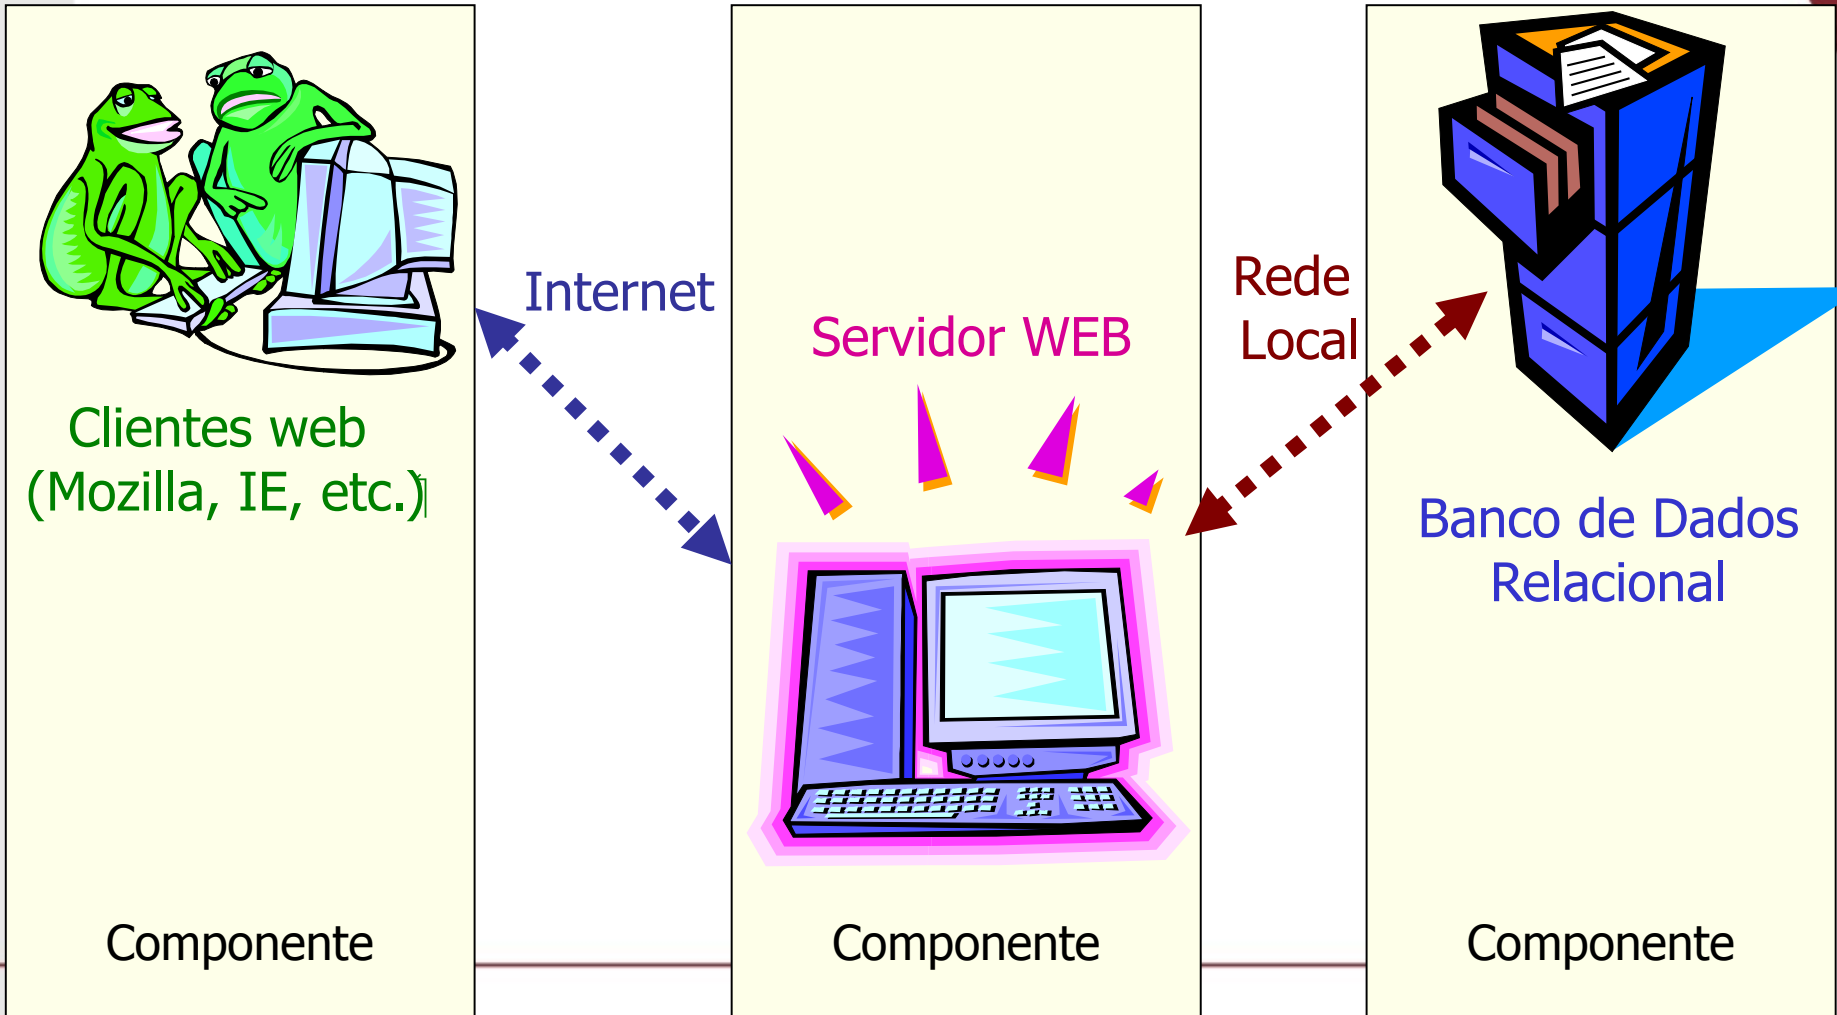 Clientes web
(Mozilla, IE, etc.)
Componente
Internet
Servidor WEB
Componente
Rede
Local
Banco de Dados
Relacional
Componente